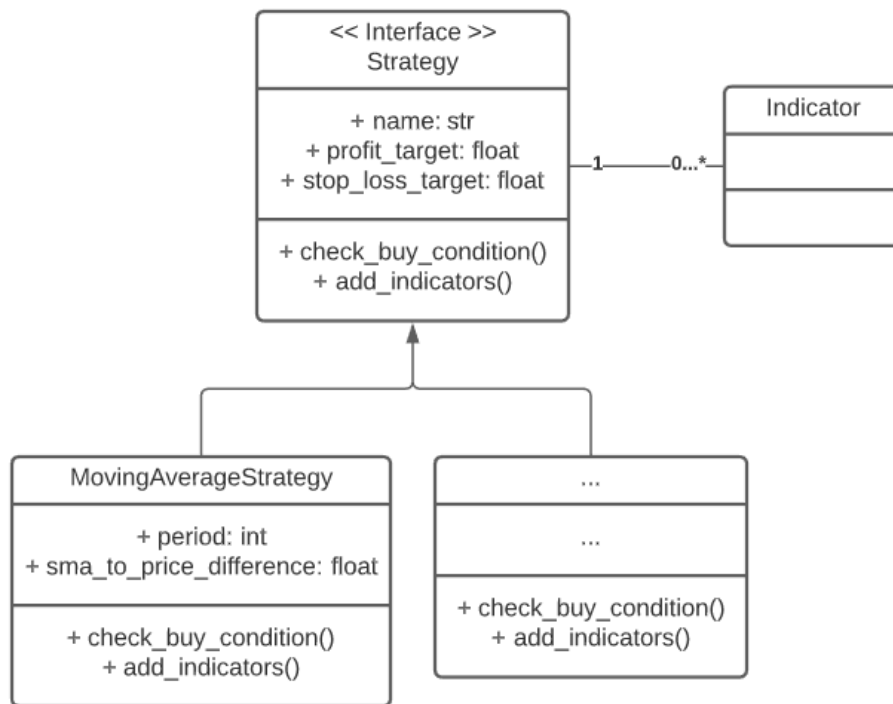 << Interface >>
Strategy
+ name: str
+ profit_target: float
+ stop_loss_target: float
+ check_buy_condition()
+ add_indicators()
1
0...*
Indicator
MovingAverageStrategy
+ period: int
+ sma_to_price_difference: float
+ check_buy_condition()
+ add_indicators()
...
...
+ check_buy_condition()
+ add_indicators()